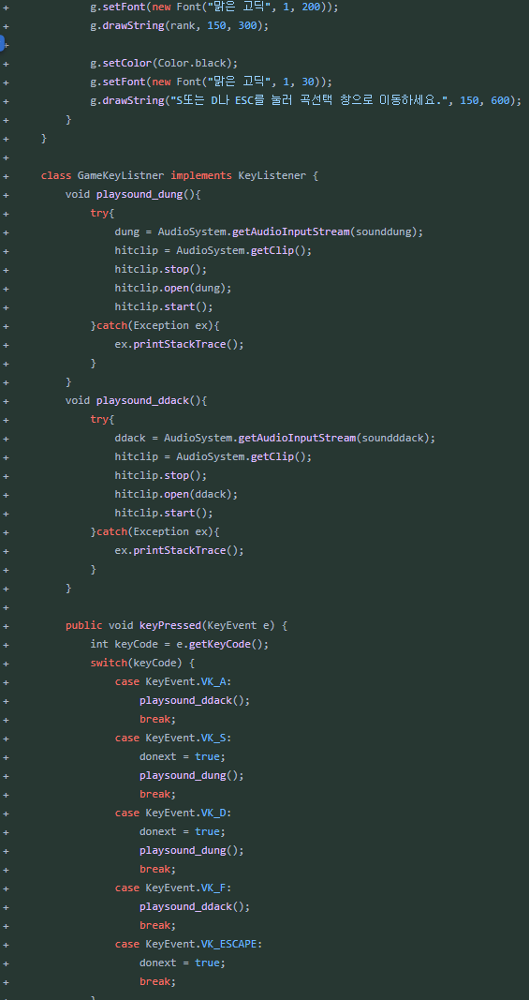 + g.setFont(new Font("맑은 고딕", 1, 200));
+ g.drawString(rank, 150, 300);
+
+ g.setColor(Color.black);
+ g.setFont(new Font("맑은 고딕", 1, 30));
+ g.drawString("S또는 D나 ESC를 눌러 곡선택 창으로 이동하세요.", 150, 600);
+ }
+ }
+
+ class GameKeyListner implements KeyListener {
+ void playsound_dung(){
+ try{
+ dung = AudioSystem.getAudioInputStream(sounddung);
+ hitclip = AudioSystem.getClip();
+ hitclip.stop();
+ hitclip.open(dung);
+ hitclip.start();
+ }catch(Exception ex){
+ ex.printStackTrace();
+ }
+ }
+ void playsound_ddack(){
+ try{
+ ddack = AudioSystem.getAudioInputStream(soundddack);
+ hitclip = AudioSystem.getClip();
+ hitclip.stop();
+ hitclip.open(ddack);
+ hitclip.start();
+ }catch(Exception ex){
+ ex.printStackTrace();
+ }
+ }
+
+ public void keyPressed(KeyEvent e) {
+ int keyCode = e.getKeyCode();
+ switch(keyCode) {
+ case KeyEvent.VK_A:
+ playsound_ddack();
+ break;
+ case KeyEvent.VK_S:
+ donext = true;
+ playsound_dung();
+ break;
+ case KeyEvent.VK_D:
+ donext = true;
+ playsound_dung();
+ break;
+ case KeyEvent.VK_F:
+ playsound_ddack();
+ break;
+ case KeyEvent.VK_ESCAPE:
+ donext = true;
+ break;
+ }